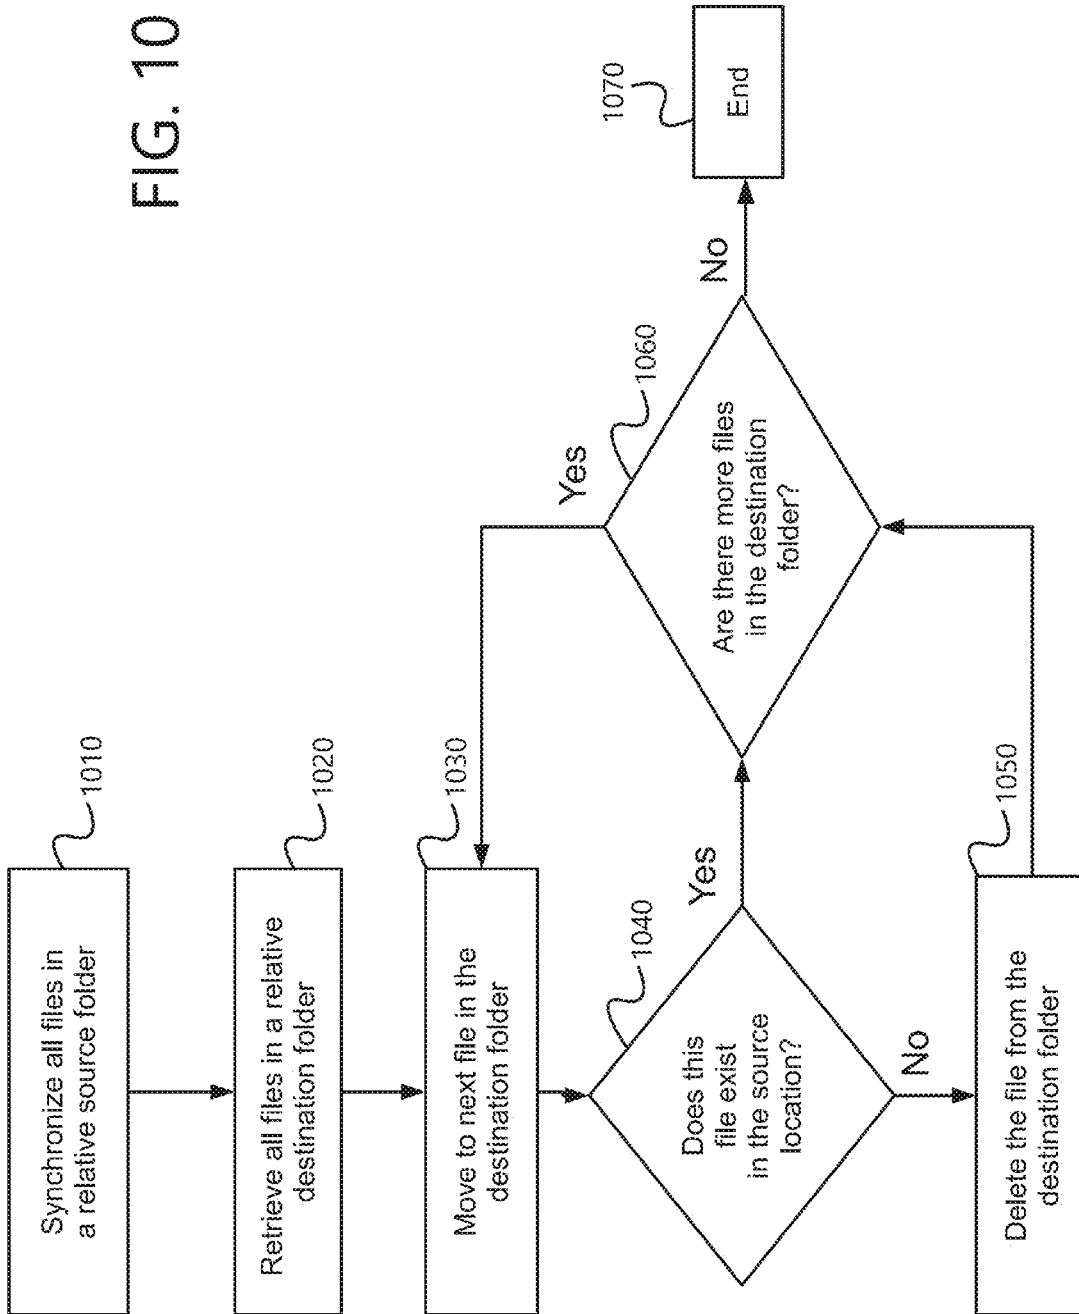 FIG. 10
Synchronize all files in
a relative source folder
1010
Retrieve all files in a relative
destination folder
1020
Move to next file in the
destination folder
1030
Does this
file exist
in the source
location?
1040
Yes
No
Delete the file from the
destination folder
1050
Are there more files
in the destination
folder?
1060
Yes
No
End
1070